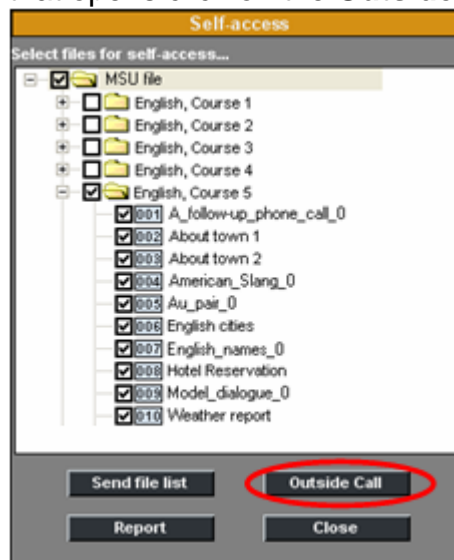 Self-access
Select files for self-access...
MSU file
English, Course 1
English, Course 2
English, Course 3
English, Course 4
English, Course 5
001 A_follow-up_phone_call_0
002 About town 1
003 About town 2
004 American_Slang_0
005 Au_pair_0
006 English cities
007 English_names_0
008 Hotel Reservation
009 Model_dialogue_0
010 Weather report
Send file list Outside Call
Report Close